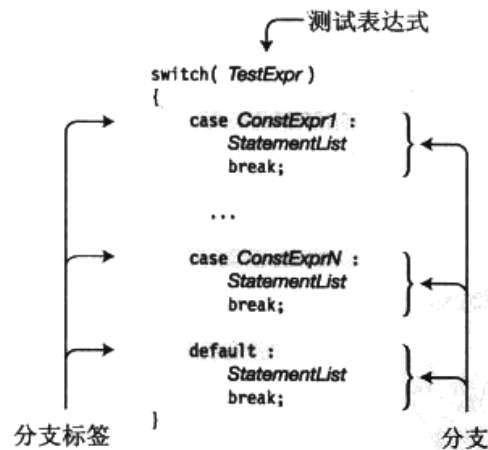 测试表达式
switch( TestExpr )
{
case ConstExpr1 :
StatementList
break;
...
case ConstExprN :
StatementList
break;
default :
StatementList
break;
}
分支标签
分支